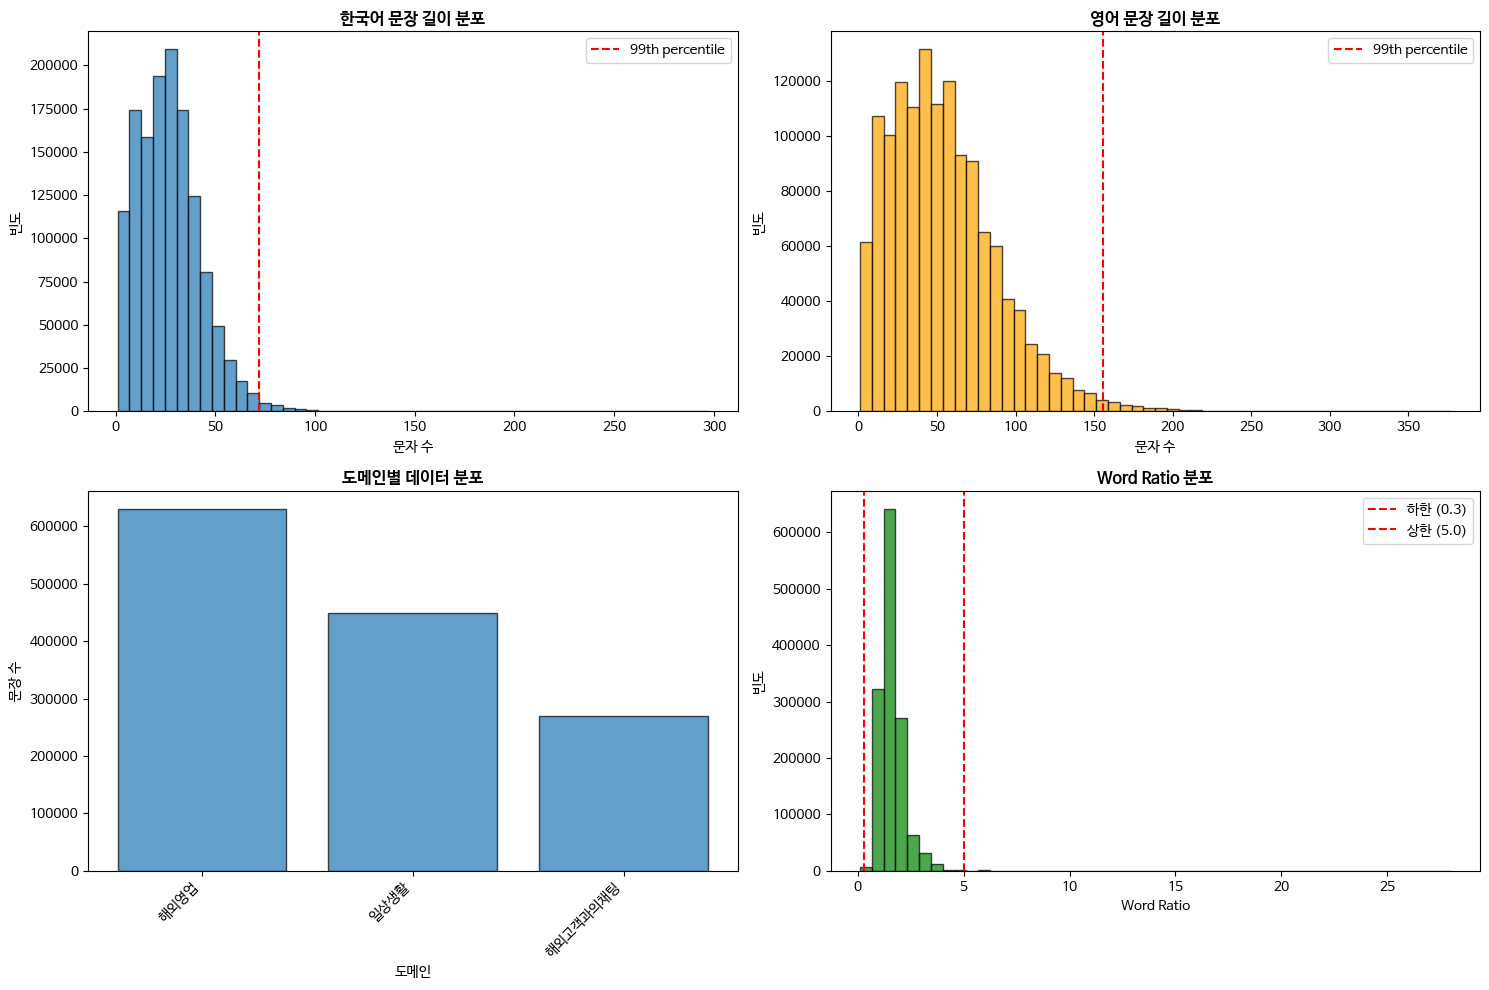 한국어 문장 길이 분포
99th percentile
200000
175000
150000
125000
100000
75000
50000
25000
0
빈도
0 50 100 150 200 250 300
문자 수
영어 문장 길이 분포
99th percentile
120000
100000
80000
60000
40000
20000
0
빈도
0 50 100 150 200 250 300 350
문자 수
도메인별 데이터 분포
600000
500000
400000
300000
200000
100000
0
문장 수
해외영업
일상생활
해외고객과의채팅
도메인
Word Ratio 분포
하한 (0.3)
상한 (5.0)
600000
500000
400000
300000
200000
100000
0
빈도
0 5 10 15 20 25
Word Ratio